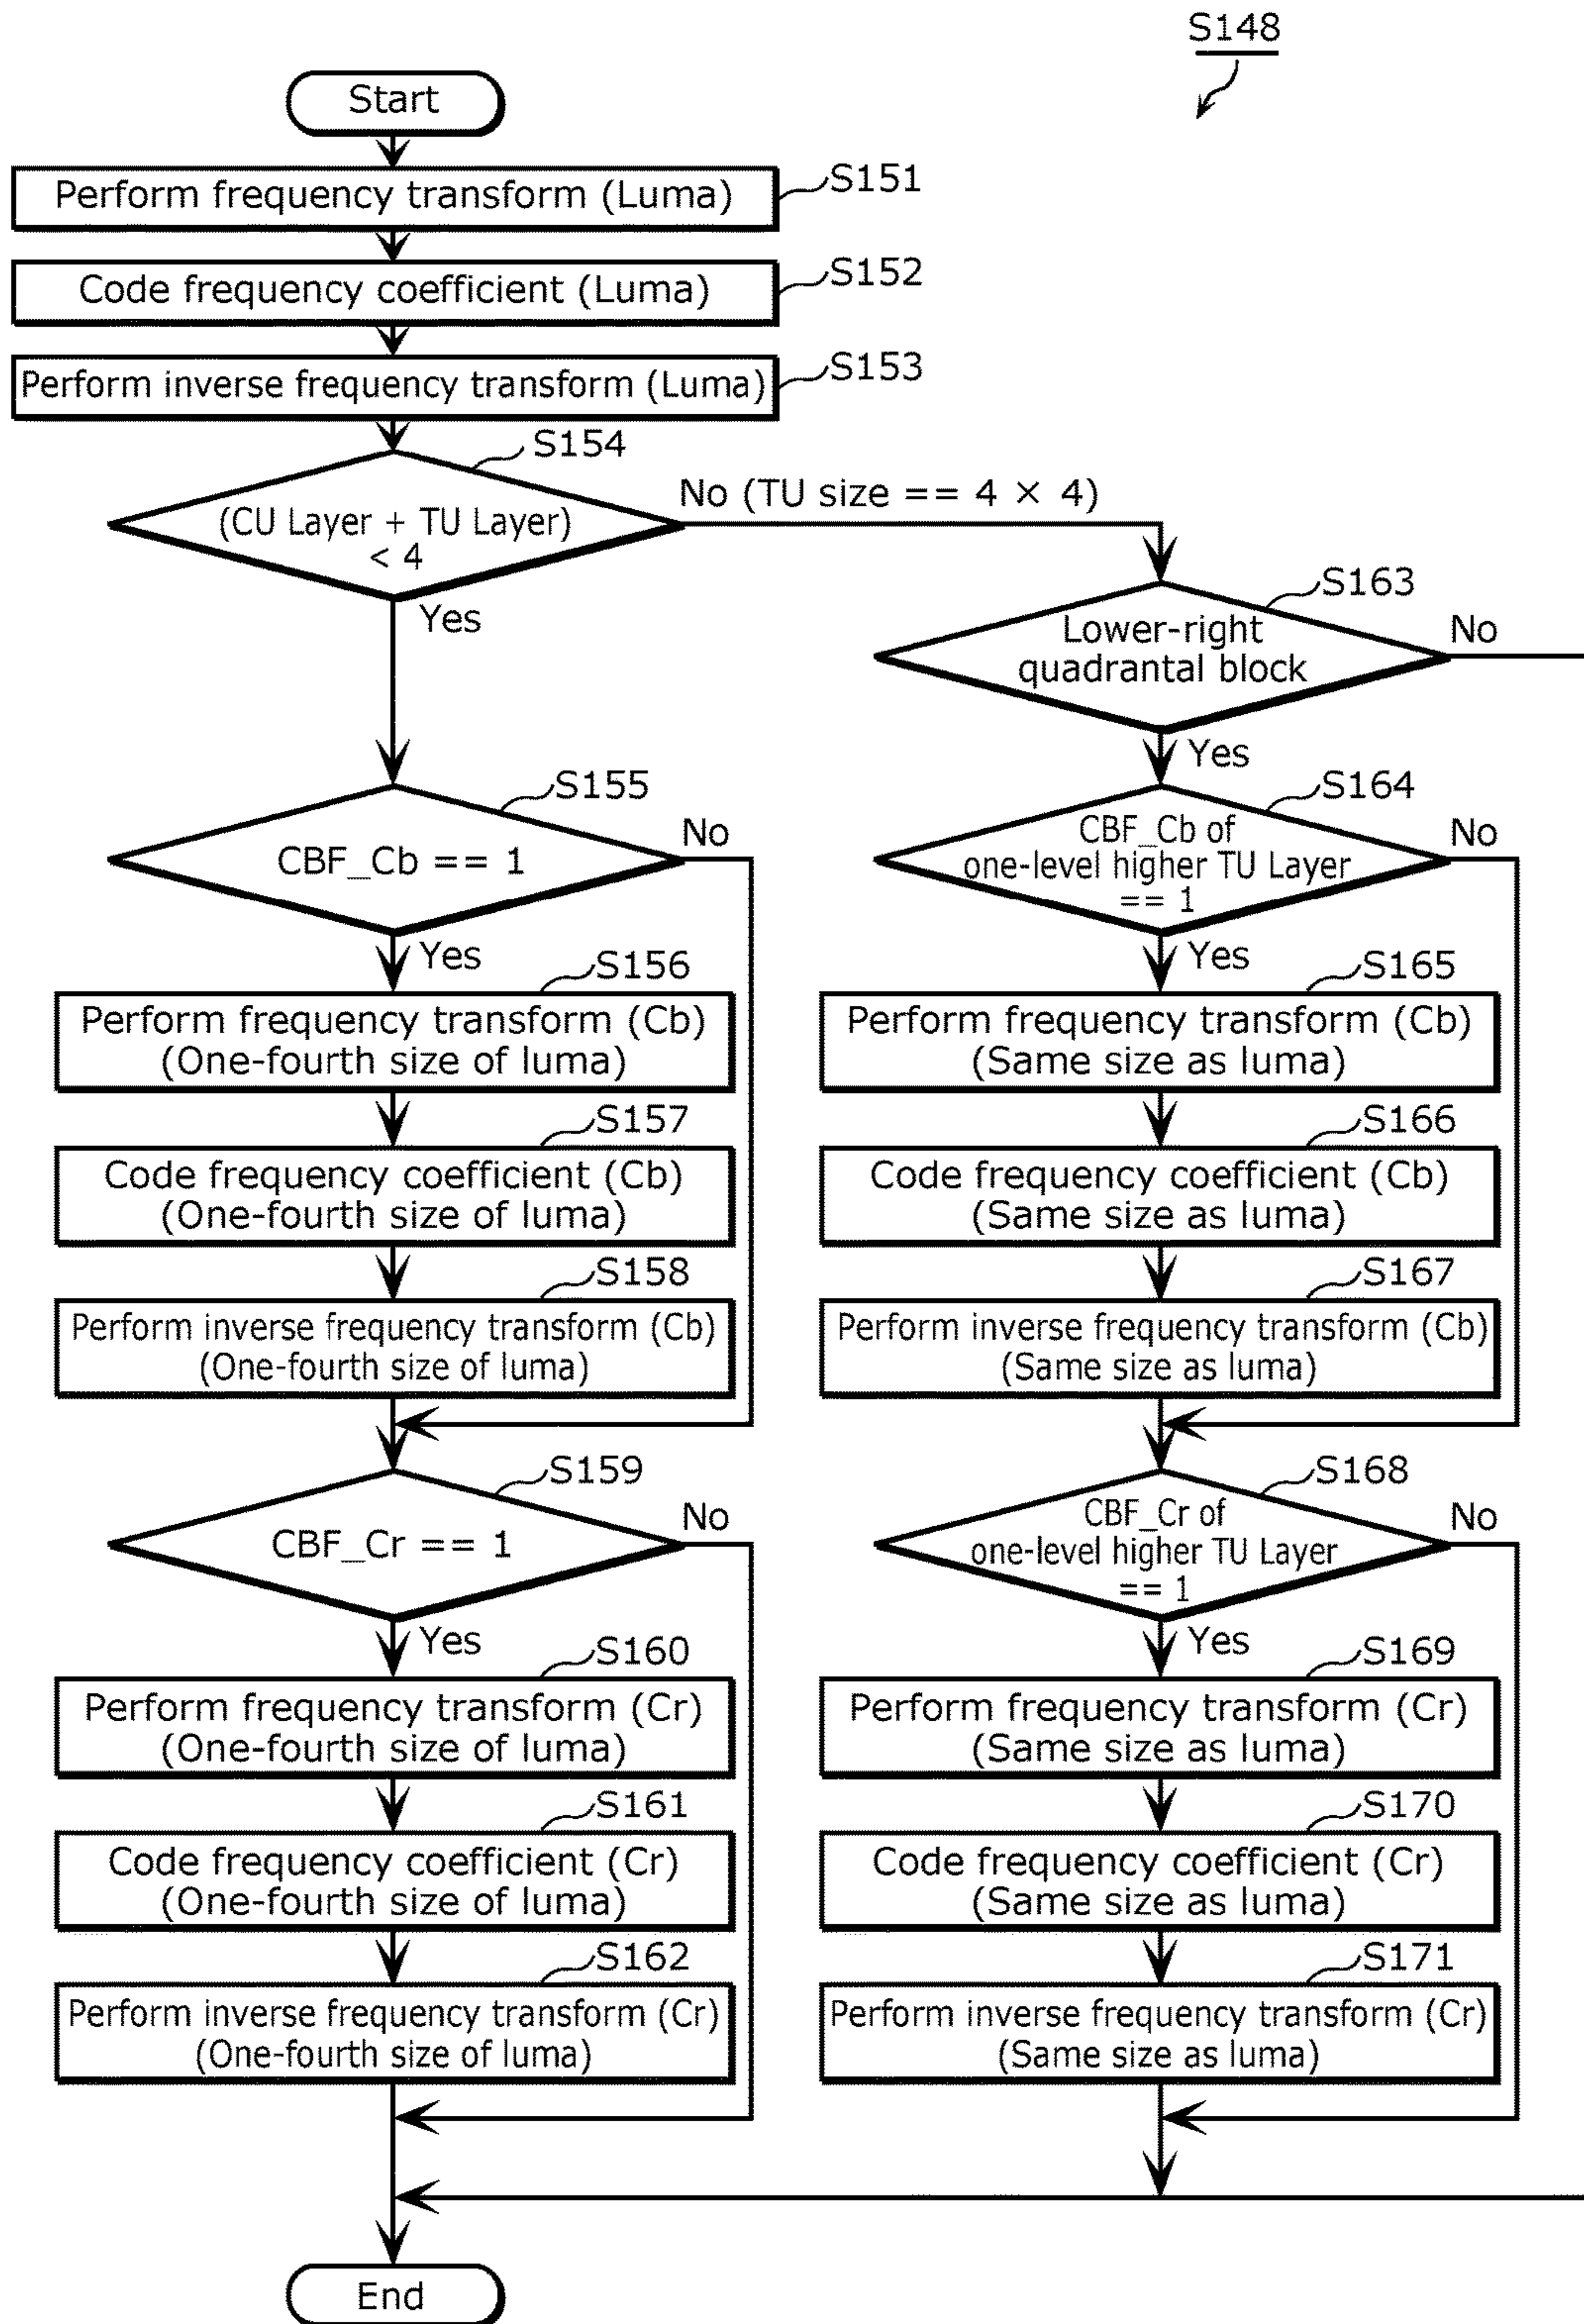 S148
Start
Perform frequency transform (Luma)
S151
Code frequency coefficient (Luma)
S152
Perform inverse frequency transform (Luma)
S153
S154
(CU Layer + TU Layer)
< 4
No (TU size == 4 × 4)
Yes
S163
Lower-right
quadrantal block
No
Yes
S155
CBF_Cb == 1
No
Yes
S164
CBF_Cb of
one-level higher TU Layer
== 1
No
Yes
S156
Perform frequency transform (Cb)
(One-fourth size of luma)
S157
Code frequency coefficient (Cb)
(One-fourth size of luma)
S158
Perform inverse frequency transform (Cb)
(One-fourth size of luma)
S165
Perform frequency transform (Cb)
(Same size as luma)
S166
Code frequency coefficient (Cb)
(Same size as luma)
S167
Perform inverse frequency transform (Cb)
(Same size as luma)
S159
CBF_Cr == 1
No
Yes
S168
CBF_Cr of
one-level higher TU Layer
== 1
No
Yes
S160
Perform frequency transform (Cr)
(One-fourth size of luma)
S161
Code frequency coefficient (Cr)
(One-fourth size of luma)
S162
Perform inverse frequency transform (Cr)
(One-fourth size of luma)
S169
Perform frequency transform (Cr)
(Same size as luma)
S170
Code frequency coefficient (Cr)
(Same size as luma)
S171
Perform inverse frequency transform (Cr)
(Same size as luma)
End